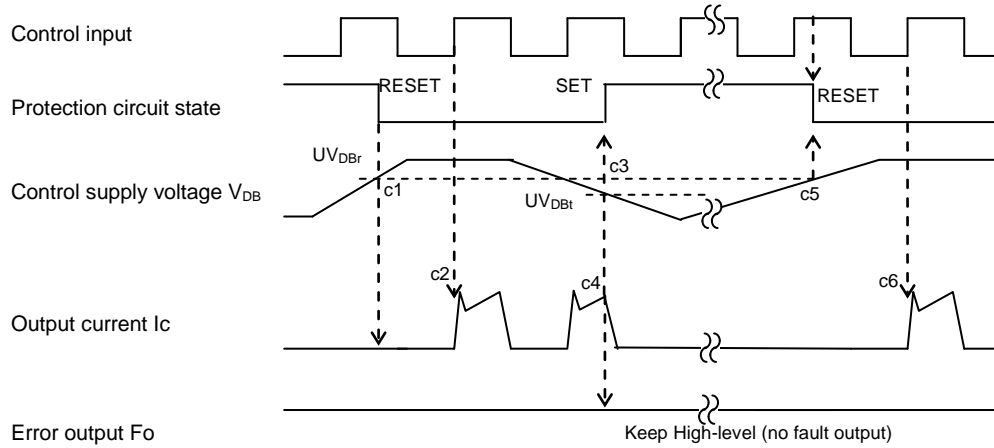 Control input
RESET
SET
RESET
Protection circuit state
UVDBr
c1
c3
Control supply voltage VDB
UVDBt
c5
c2
c4
c6
Output current Ic
Error output Fo
Keep High-level (no fault output)